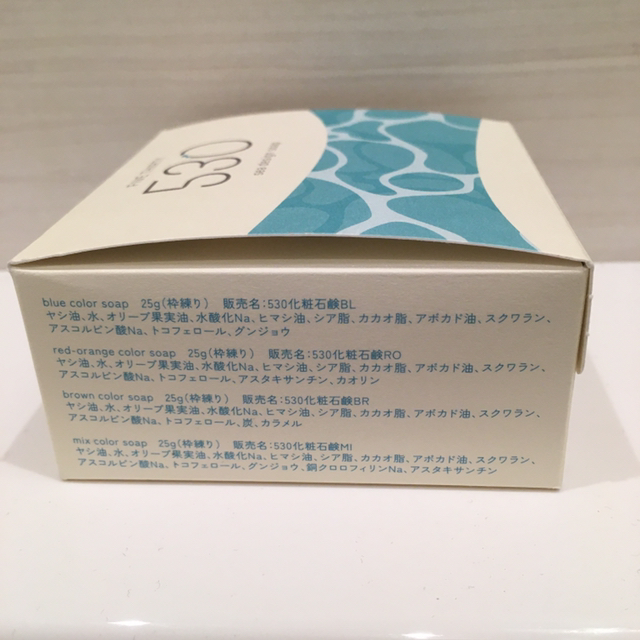 530
sea design soap
blue color soap 25g(枠練り) 販売名:530化粧石鹸BL
ヤシ油、水、オリーブ果実油、水酸化Na、ヒマシ油、シア脂、カカオ脂、アボカド油、スクワラン、
アスコルビン酸Na、トコフェロール、グンジョウ
red-orange color soap 25g(枠練り) 販売名:530化粧石鹸RO
ヤシ油、水、オリーブ果実油、水酸化Na、ヒマシ油、シア脂、カカオ脂、アボカド油、スクワラン、
アスコルビン酸Na、トコフェロール、アスタキサンチン、カオリン
brown color soap 25g(枠練り) 販売名:530化粧石鹸BR
ヤシ油、水、オリーブ果実油、水酸化Na、ヒマシ油、シア脂、カカオ脂、アボカド油、スクワラン、
アスコルビン酸Na、トコフェロール、炭、カラメル
mix color soap 25g(枠練り) 販売名:530化粧石鹸MI
ヤシ油、水、オリーブ果実油、水酸化Na、ヒマシ油、シア脂、カカオ脂、アボカド油、スクワラン、
アスコルビン酸Na、トコフェロール、グンジョウ、銅クロロフィリンNa、アスタキサンチン